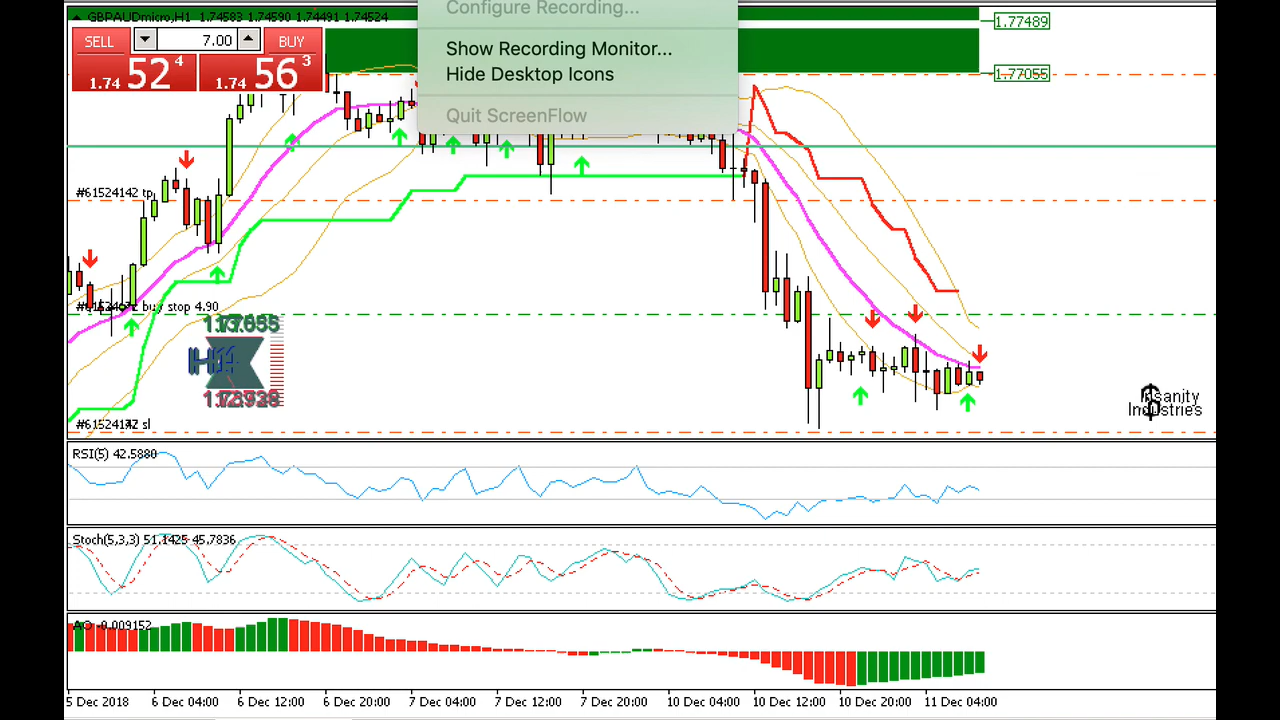 Configure Recording...
GBPAUDmicro,H1 1.74583 1.74590 1.74491 1.74524
1.77489
SELL
7.00
BUY
Show Recording Monitor...
1.74 52 4
1.74 56 3
Hide Desktop Icons
1.77055
Quit ScreenFlow
#61524142 tp
buy stop 4.90
Insanity
Industries
sl
RSI(5) 42.5880
Stoch(5,3,3) 51.1425 45.7836
AO -0.009152
5 Dec 2018
6 Dec 04:00
6 Dec 12:00
6 Dec 20:00
7 Dec 04:00
7 Dec 12:00
7 Dec 20:00
10 Dec 04:00
10 Dec 12:00
10 Dec 20:00
11 Dec 04:00